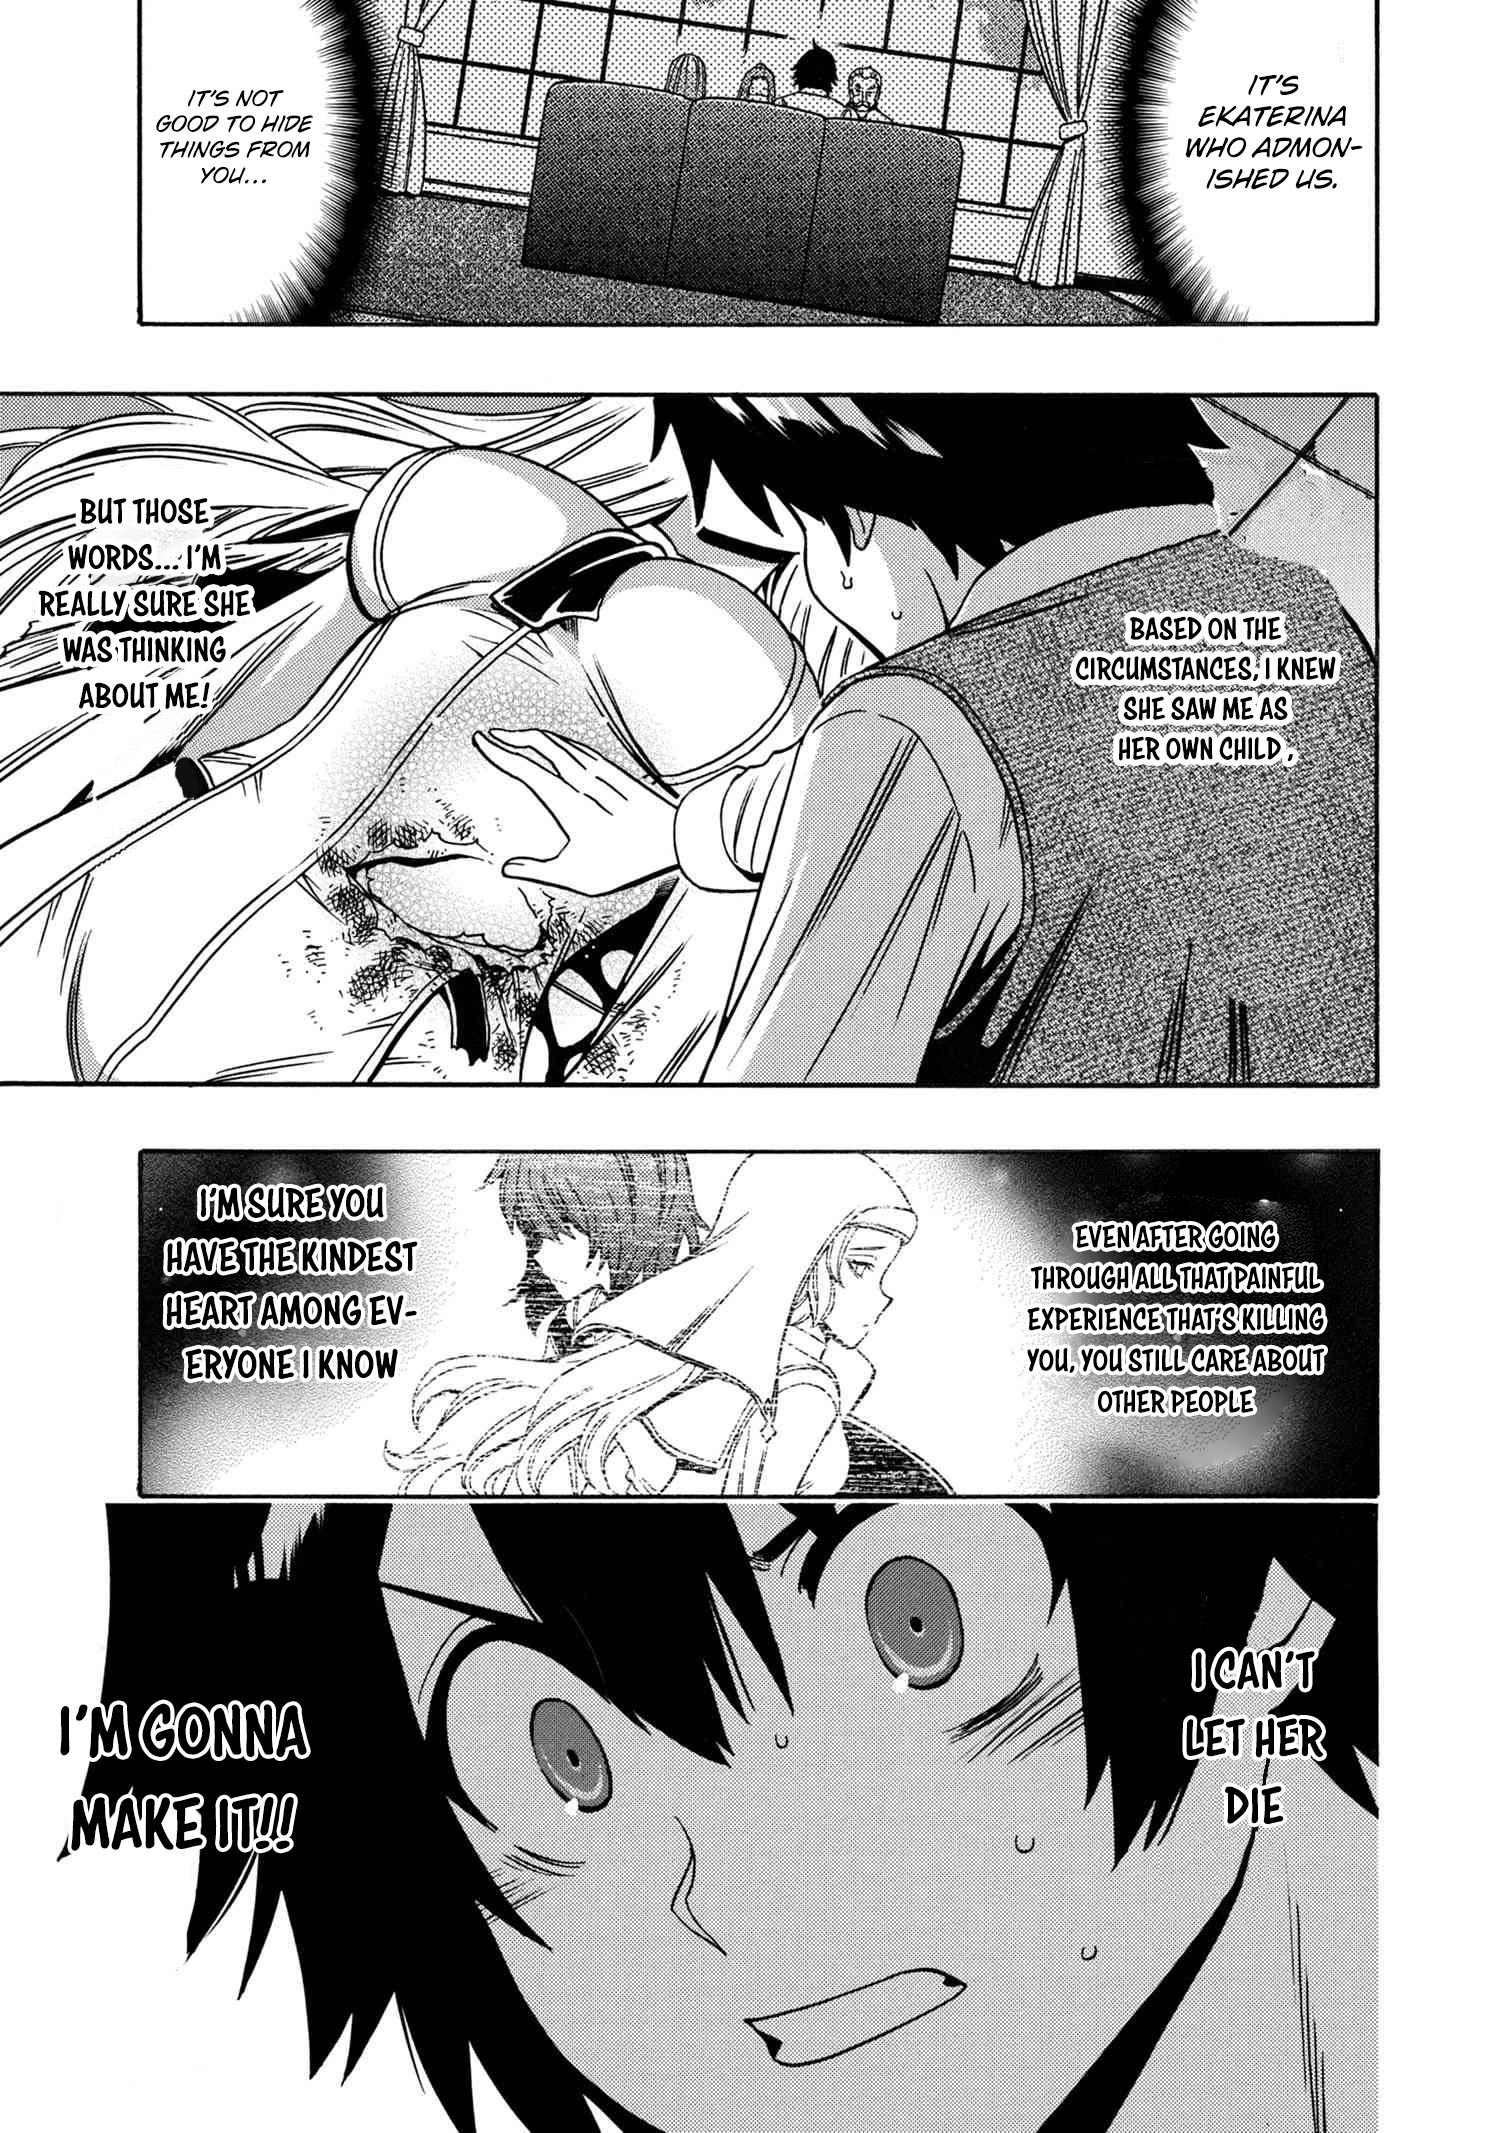 IT'S
EKATERINA
WHO ADMON-
ISHED US.
IT'S NOT
GOOD TO HIDE
THINGS FROM
YOU...
BASED ON THE
CIRCUMSTANCES, I KNEW
SHE SAW ME AS
HER OWN CHILD,
BUT THOSE
WORDS... I'M
REALLY SURE SHE
WAS THINKING
ABOUT ME!
EVEN AFTER GOING
THROUGH ALL THAT PAINFUL
EXPERIENCE THAT'S KILLING
YOU, YOU STILL CARE ABOUT
OTHER PEOPLE
I'M SURE YOU
HAVE THE KINDEST
HEART AMONG EV-
ERYONE I KNOW
I CAN'T
LET HER
DIE
I'M GONNA
MAKE IT!!